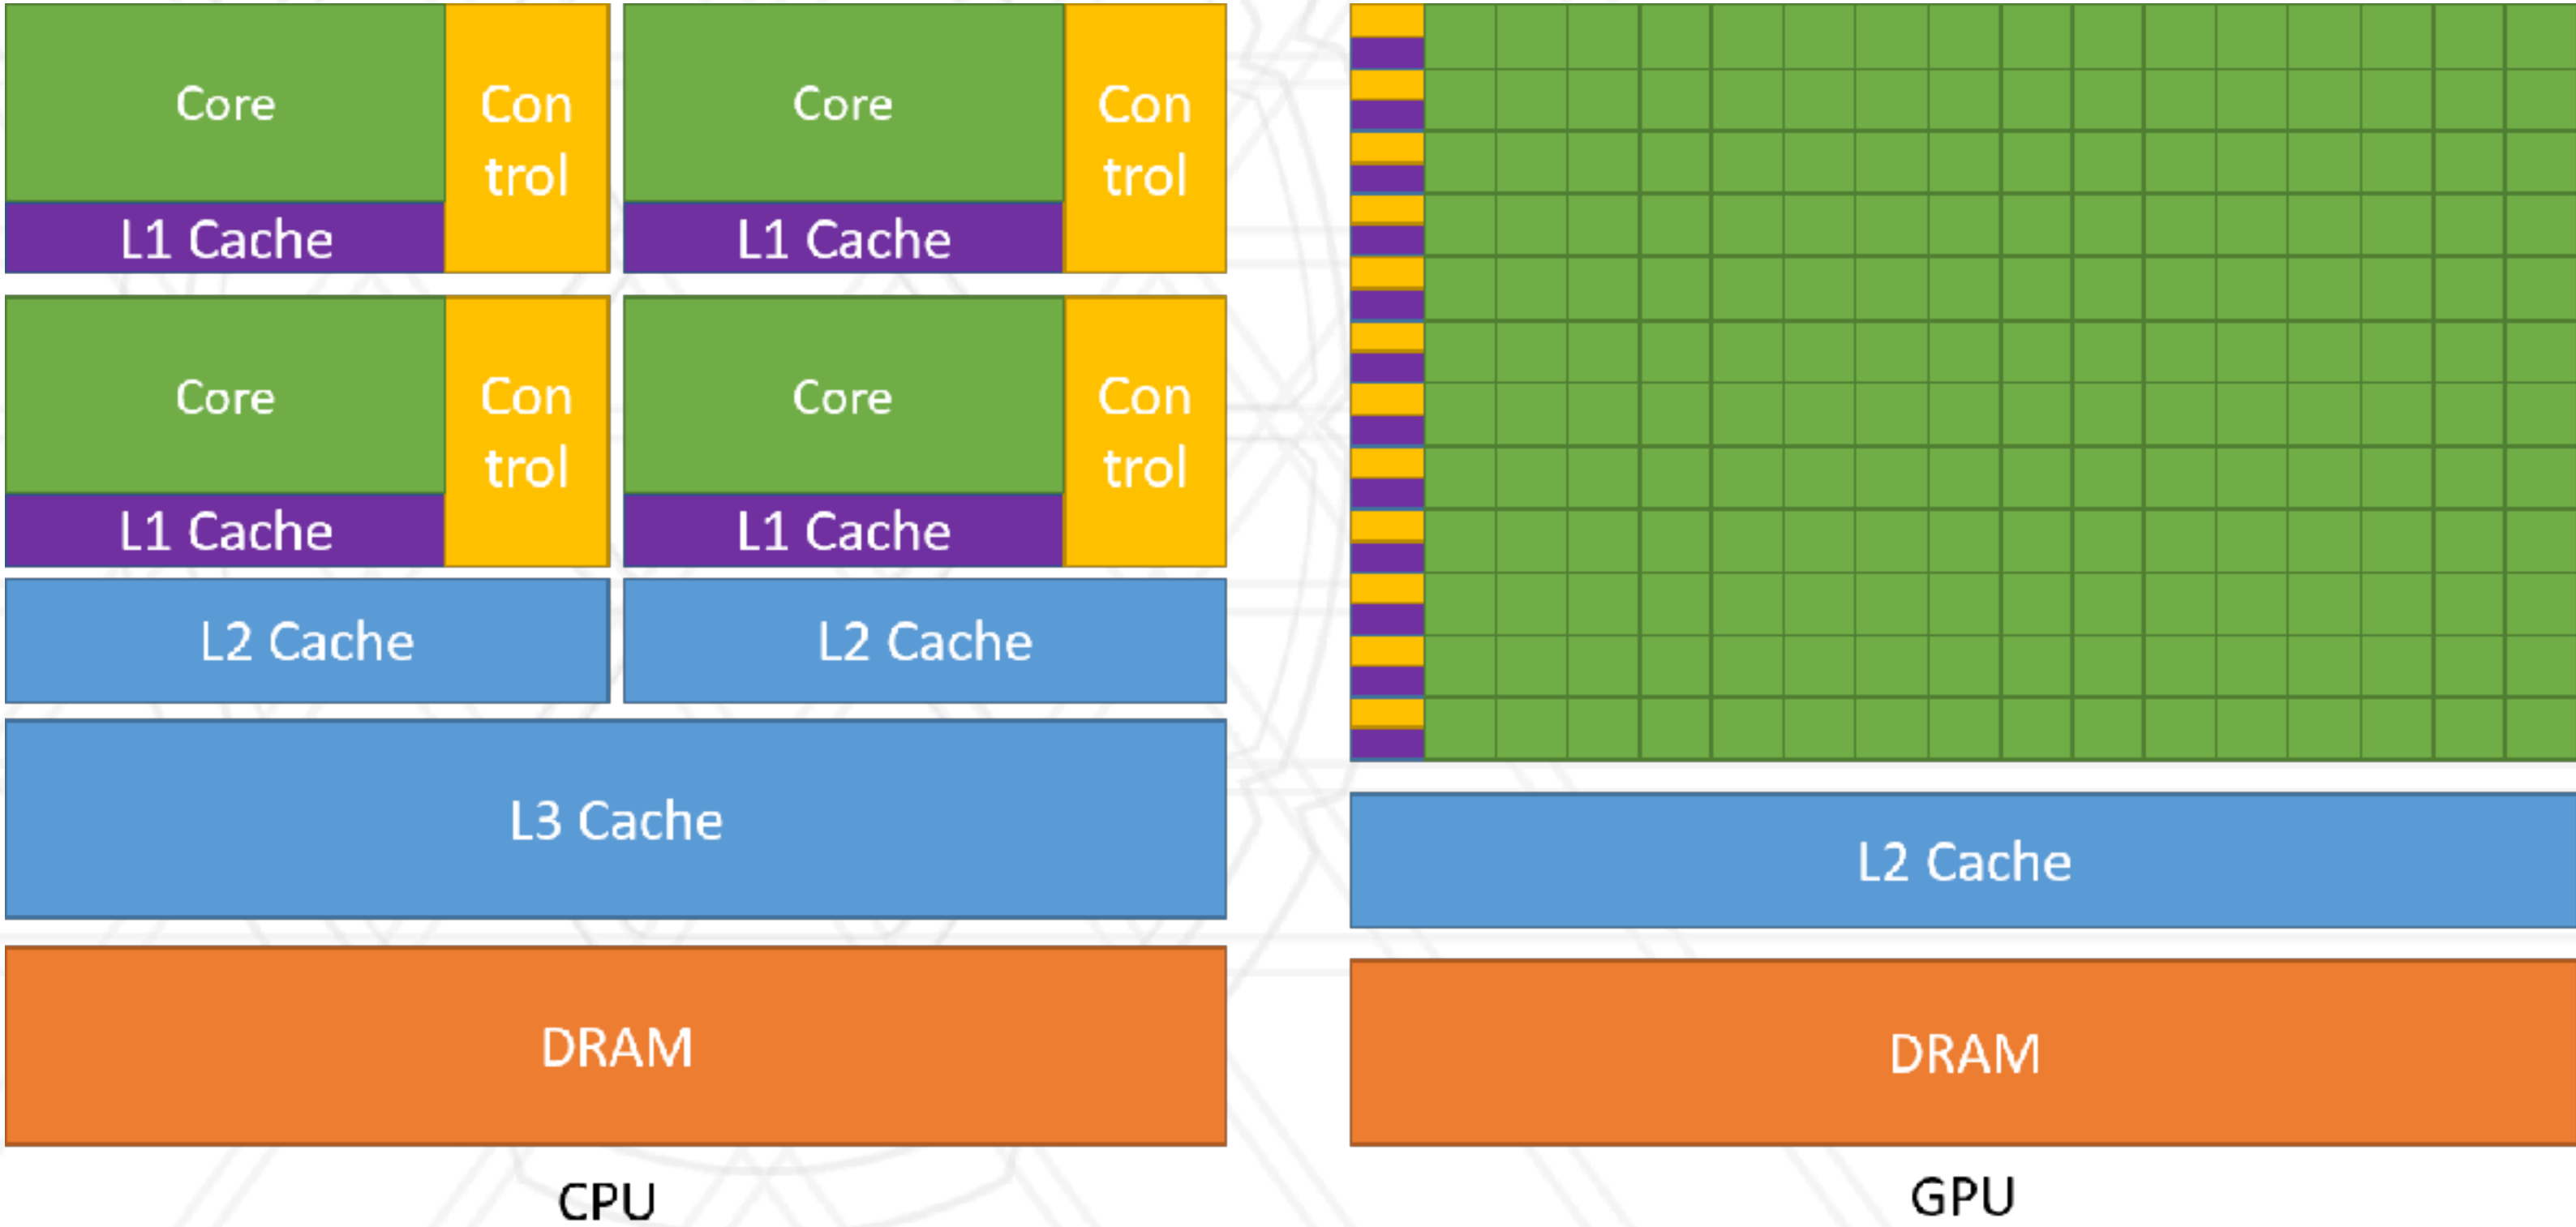 Core
Con
trol
L1 Cache
Core
Con
trol
L1 Cache
Core
Con
trol
L1 Cache
Core
Con
trol
L1 Cache
L2 Cache
L2 Cache
L3 Cache
DRAM
CPU
L2 Cache
DRAM
GPU